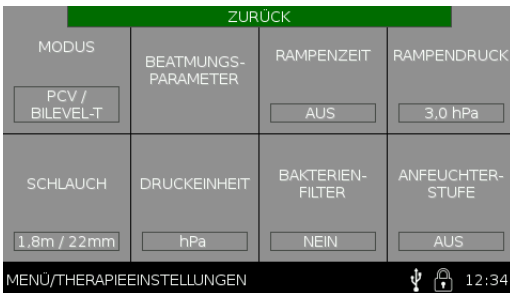 ZURÜCK
MODUS
PCV /
BILEVEL-T
BEATMUNGS-
PARAMETER
RAMPENZEIT
AUS
RAMPENDRUCK
3,0 hPa
SCHLAUCH
1,8m / 22mm
DRUCKEINHEIT
hPa
BAKTERIEN-
FILTER
NEIN
ANFEUCHTER-
STUFE
AUS
MENÜ/THERAPIEEINSTELLUNGEN
12:34